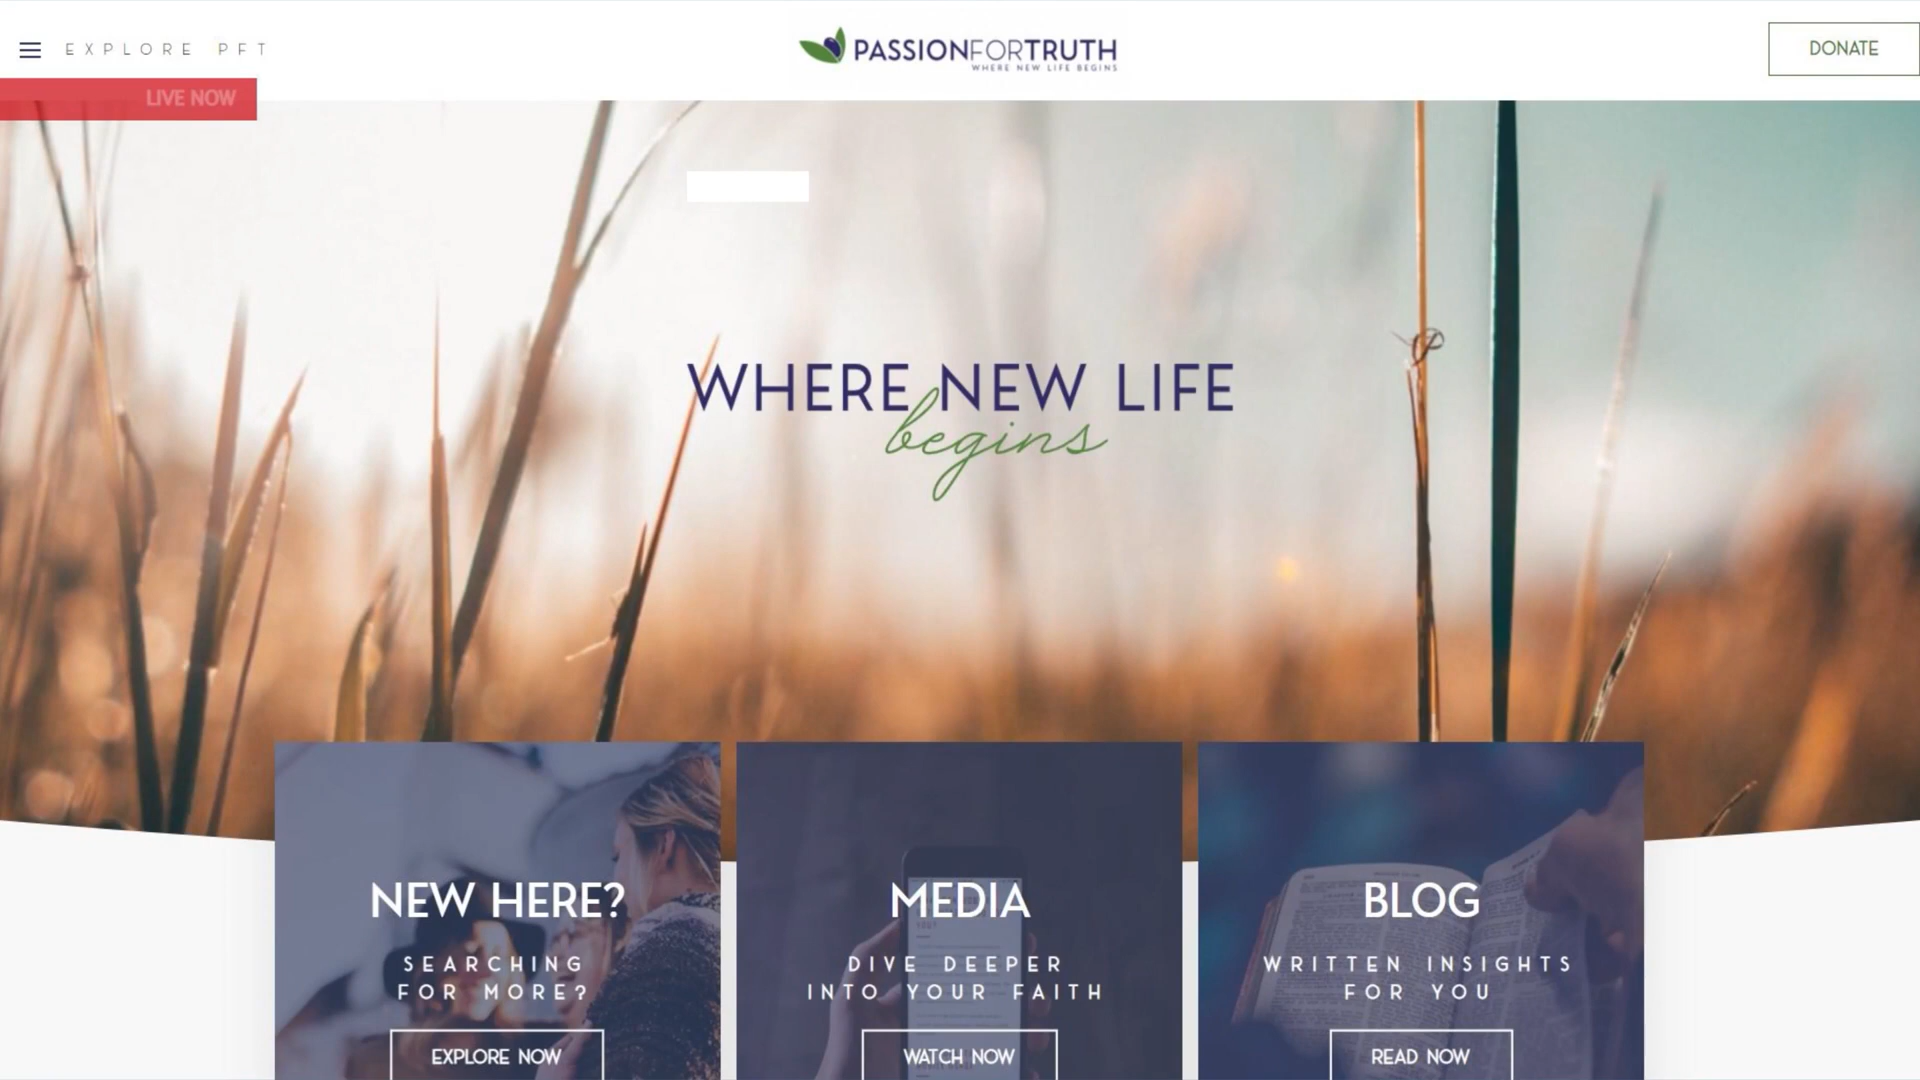 EXPLORE PFT
PASSIONFORTRUTH
WHERE NEW LIFE BEGINS
DONATE
LIVE NOW
WHERE NEW LIFE
begins
NEW HERE?
SEARCHING
FOR MORE?
EXPLORE NOW
MEDIA
DIVE DEEPER
INTO YOUR FAITH
WATCH NOW
BLOG
WRITTEN INSIGHTS
FOR YOU
READ NOW